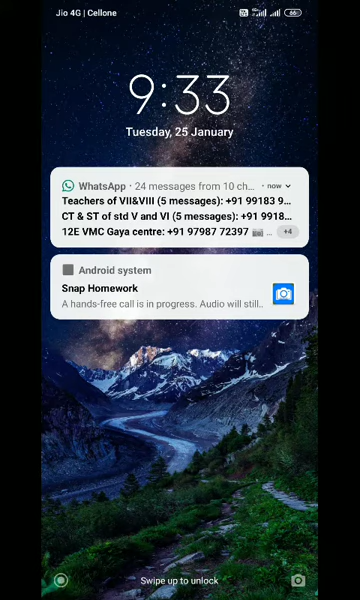 Jio 4G | Cellone
66
9:33
Tuesday, 25 January
WhatsApp · 24 messages from 10 ch... · now
Teachers of VII&VIII (5 messages): +91 99183 9...
CT & ST of std V and VI (5 messages): +91 9918...
12E VMC Gaya centre: +91 97987 72397 📷 ...
+4
Android system
Snap Homework
A hands-free call is in progress. Audio will still..
Swipe up to unlock